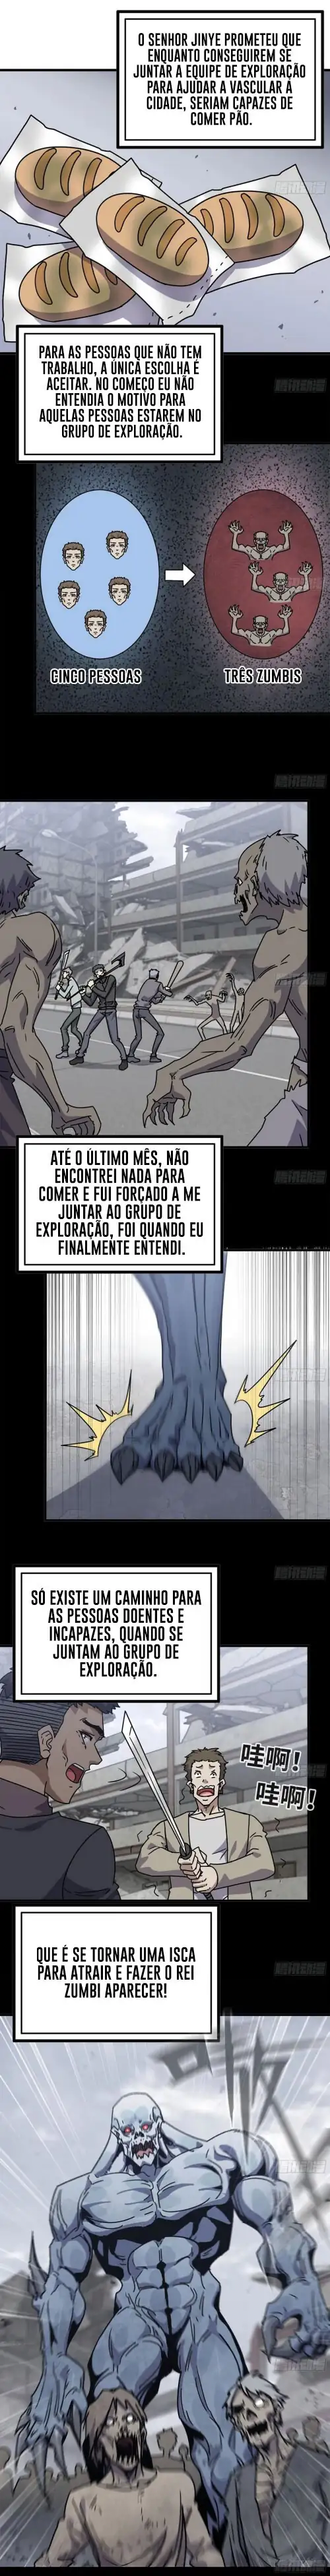 O SENHOR JINYE PROMETEU QUE
ENQUANTO CONSEGUIREM SE
JUNTAR A EQUIPE DE EXPLORAÇÃO
PARA AJUDAR A VASCULAR À
CIDADE, SERIAM CAPAZES DE
COMER PÃO.
PARA AS PESSOAS QUE NÃO TEM
TRABALHO, A ÚNICA ESCOLHA É
ACEITAR. NO COMEÇO EU NÃO
ENTENDIA O MOTIVO PARA
AQUELAS PESSOAS ESTAREM NO
GRUPO DE EXPLORAÇÃO.
CINCO PESSOAS
TRÊS ZUMBIS
ATÉ O ÚLTIMO MÊS, NÃO
ENCONTREI NADA PARA
COMER E FUI FORÇADO A ME
JUNTAR AO GRUPO DE
EXPLORAÇÃO, FOI QUANDO EU
FINALMENTE ENTENDI.
SÓ EXISTE UM CAMINHO PARA
AS PESSOAS DOENTES E
INCAPAZES, QUANDO SE
JUNTAM AO GRUPO DE
EXPLORAÇÃO.
哇啊!
哇啊!
QUE É SE TORNAR UMA ISCA
PARA ATRAIR E FAZER O REI
ZUMBI APARECER!